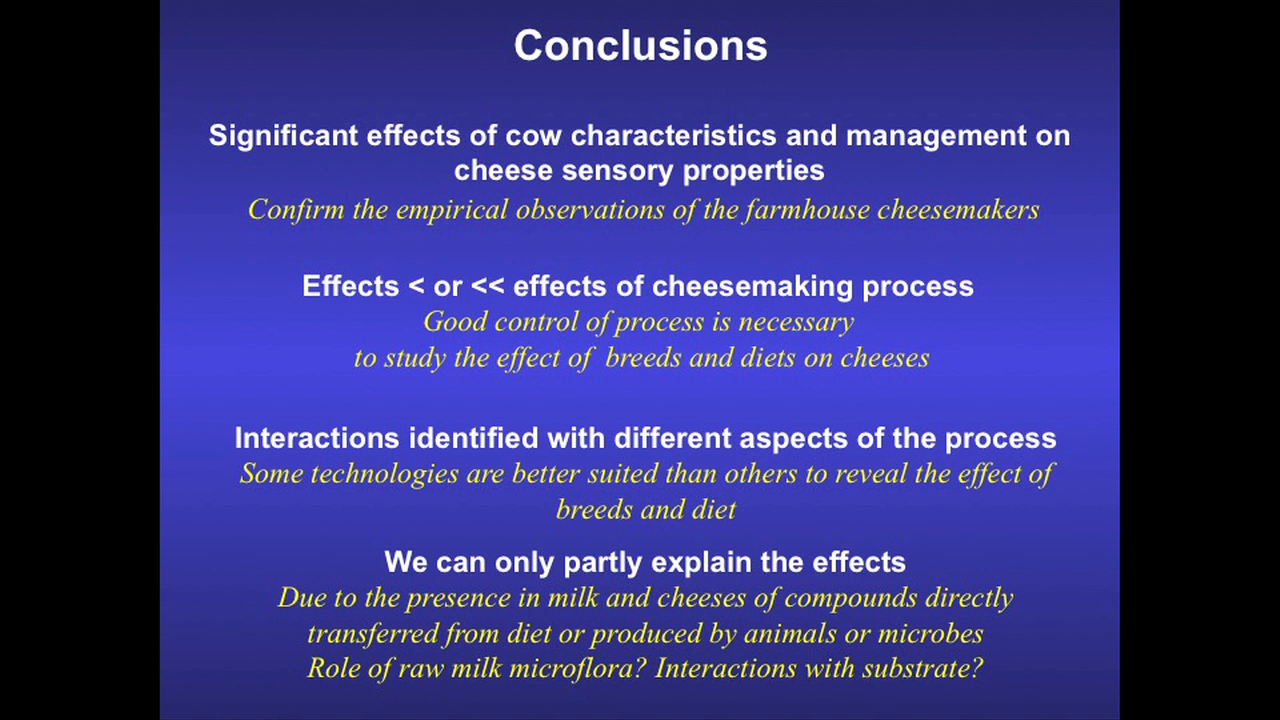 Conclusions
Significant effects of cow characteristics and management on
cheese sensory properties
Confirm the empirical observations of the farmhouse cheesemakers
Effects < or << effects of cheesemaking process
Good control of process is necessary
to study the effect of  breeds and diets on cheeses
Interactions identified with different aspects of the process
Some technologies are better suited than others to reveal the effect of
breeds and diet
We can only partly explain the effects
Due to the presence in milk and cheeses of compounds directly
transferred from diet or produced by animals or microbes
Role of raw milk microflora? Interactions with substrate?